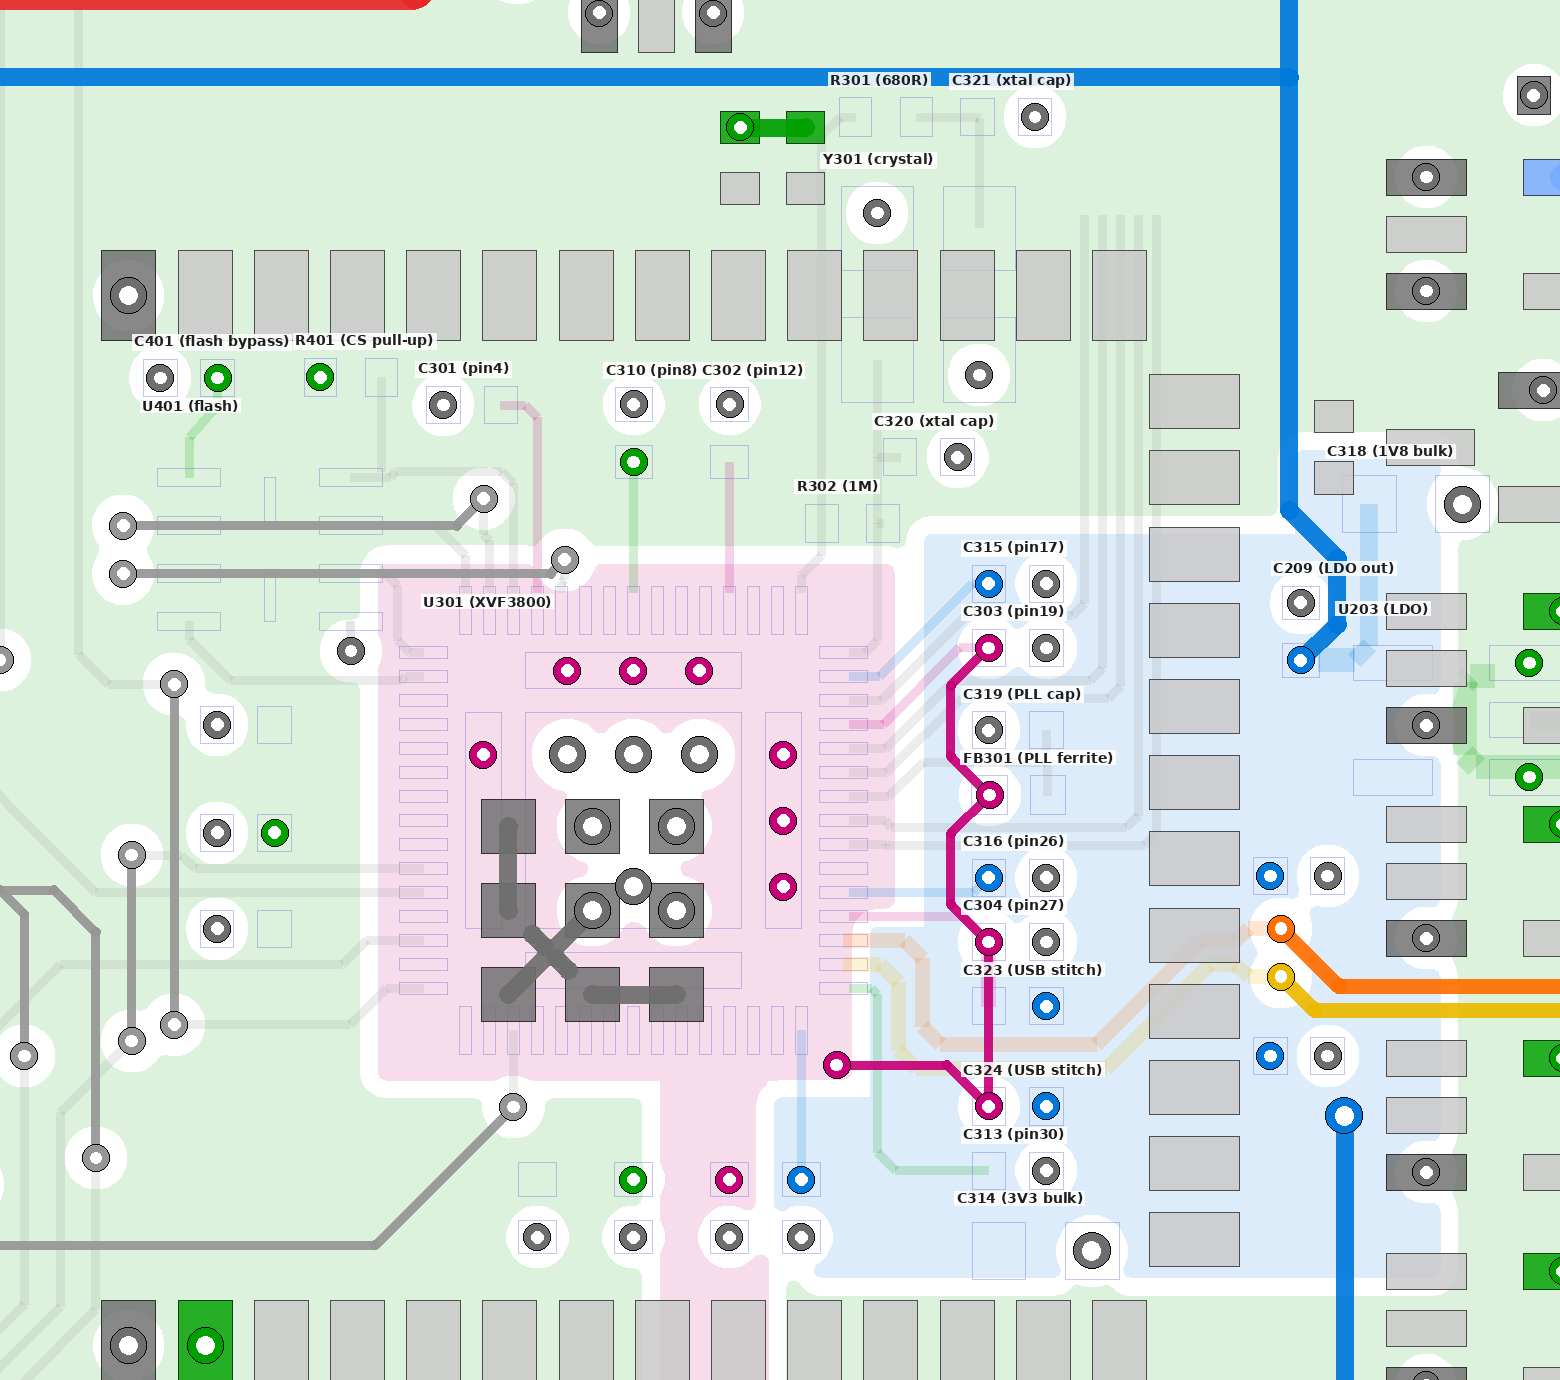 R301 (680R)
C321 (xtal cap)
Y301 (crystal)
C401 (flash bypass)
R401 (CS pull-up)
C301 (pin4)
C310 (pin8)
C302 (pin12)
U401 (flash)
C320 (xtal cap)
C318 (1V8 bulk)
R302 (1M)
C315 (pin17)
C209 (LDO out)
U301 (XVF3800)
C303 (pin19)
U203 (LDO)
C319 (PLL cap)
FB301 (PLL ferrite)
C316 (pin26)
C304 (pin27)
C323 (USB stitch)
C324 (USB stitch)
C313 (pin30)
C314 (3V3 bulk)